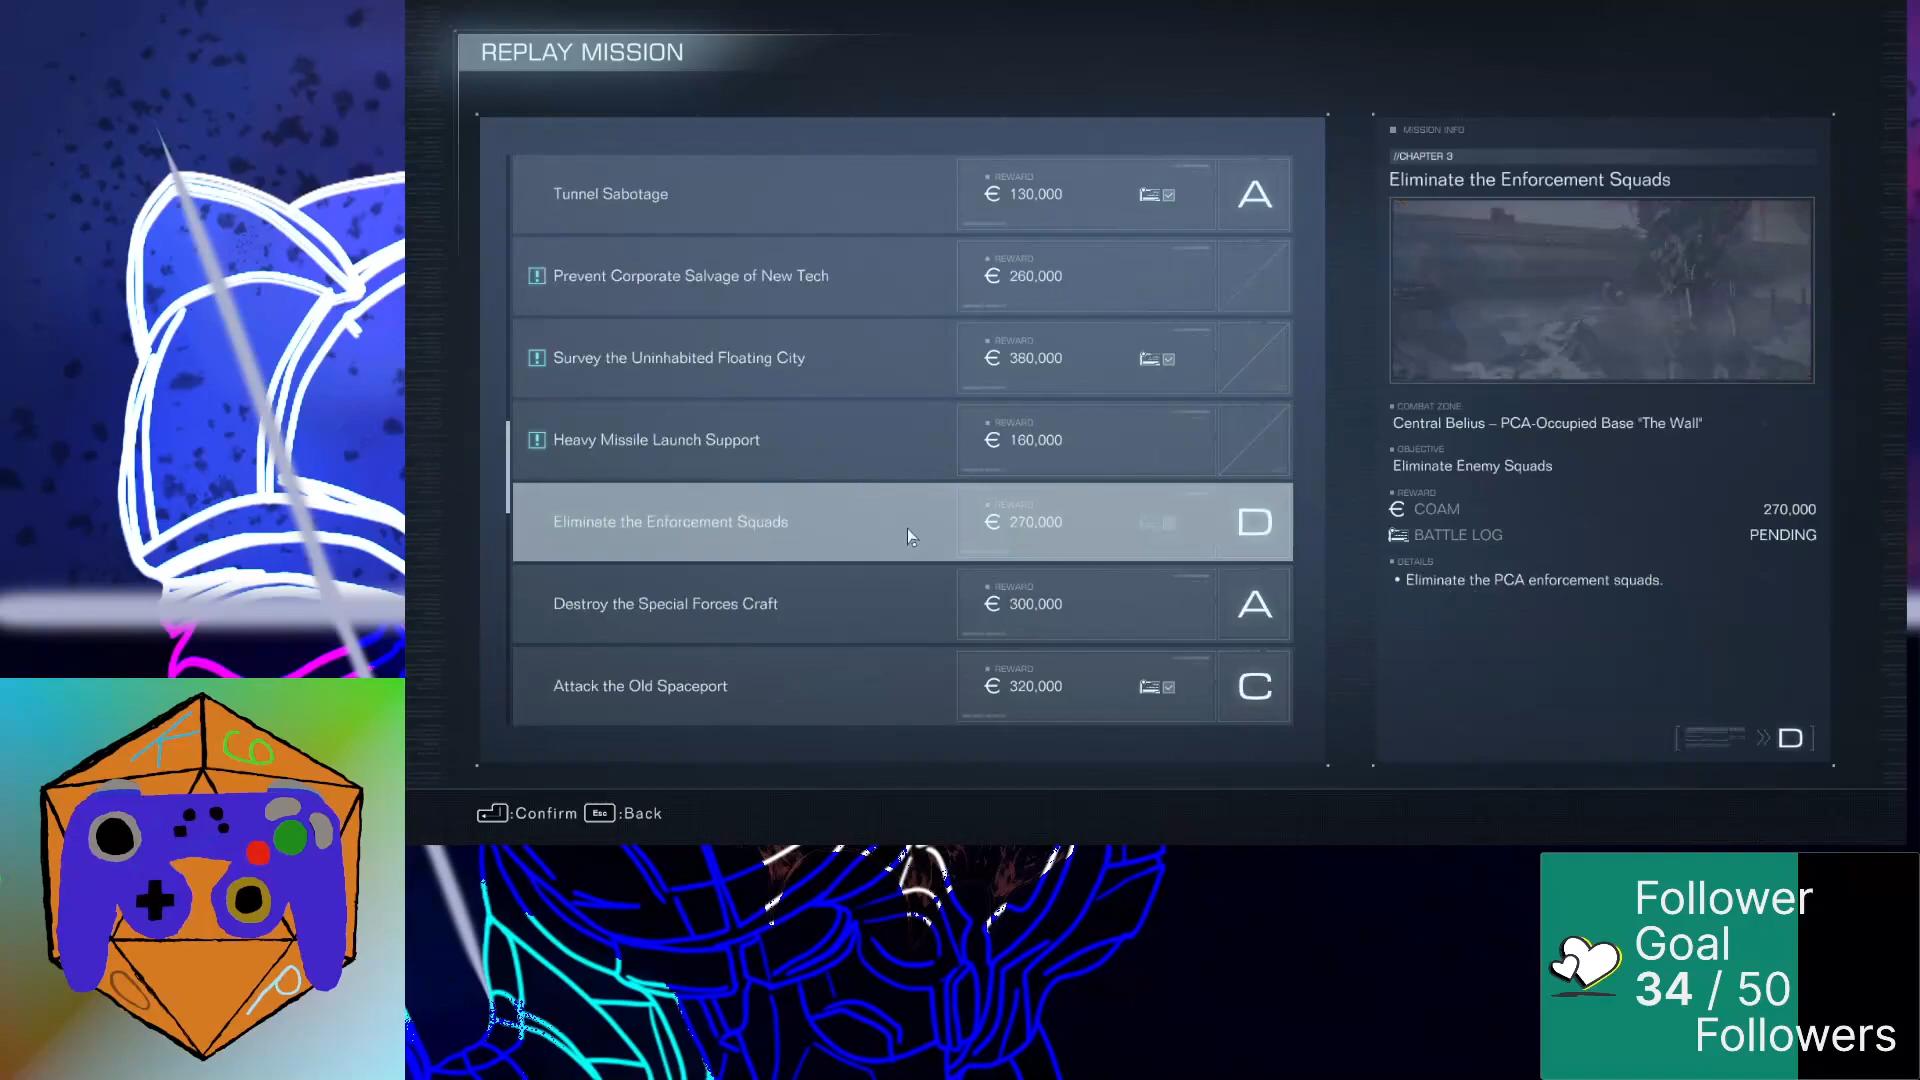 REPLAY MISSION
Tunnel Sabotage
REWARD
130,000
A
Prevent Corporate Salvage of New Tech
REWARD
260,000
Survey the Uninhabited Floating City
REWARD
380,000
Heavy Missile Launch Support
REWARD
160,000
Eliminate the Enforcement Squads
REWARD
270,000
D
Destroy the Special Forces Craft
REWARD
300,000
A
Attack the Old Spaceport
REWARD
320,000
C
MISSION INFO
//CHAPTER 3
Eliminate the Enforcement Squads
COMBAT ZONE
Central Belius – PCA-Occupied Base "The Wall"
OBJECTIVE
Eliminate Enemy Squads
REWARD
COAM 270,000
BATTLE LOG PENDING
DETAILS
• Eliminate the PCA enforcement squads.
D
:Confirm Esc :Back
Follower
Goal
34 / 50
Followers